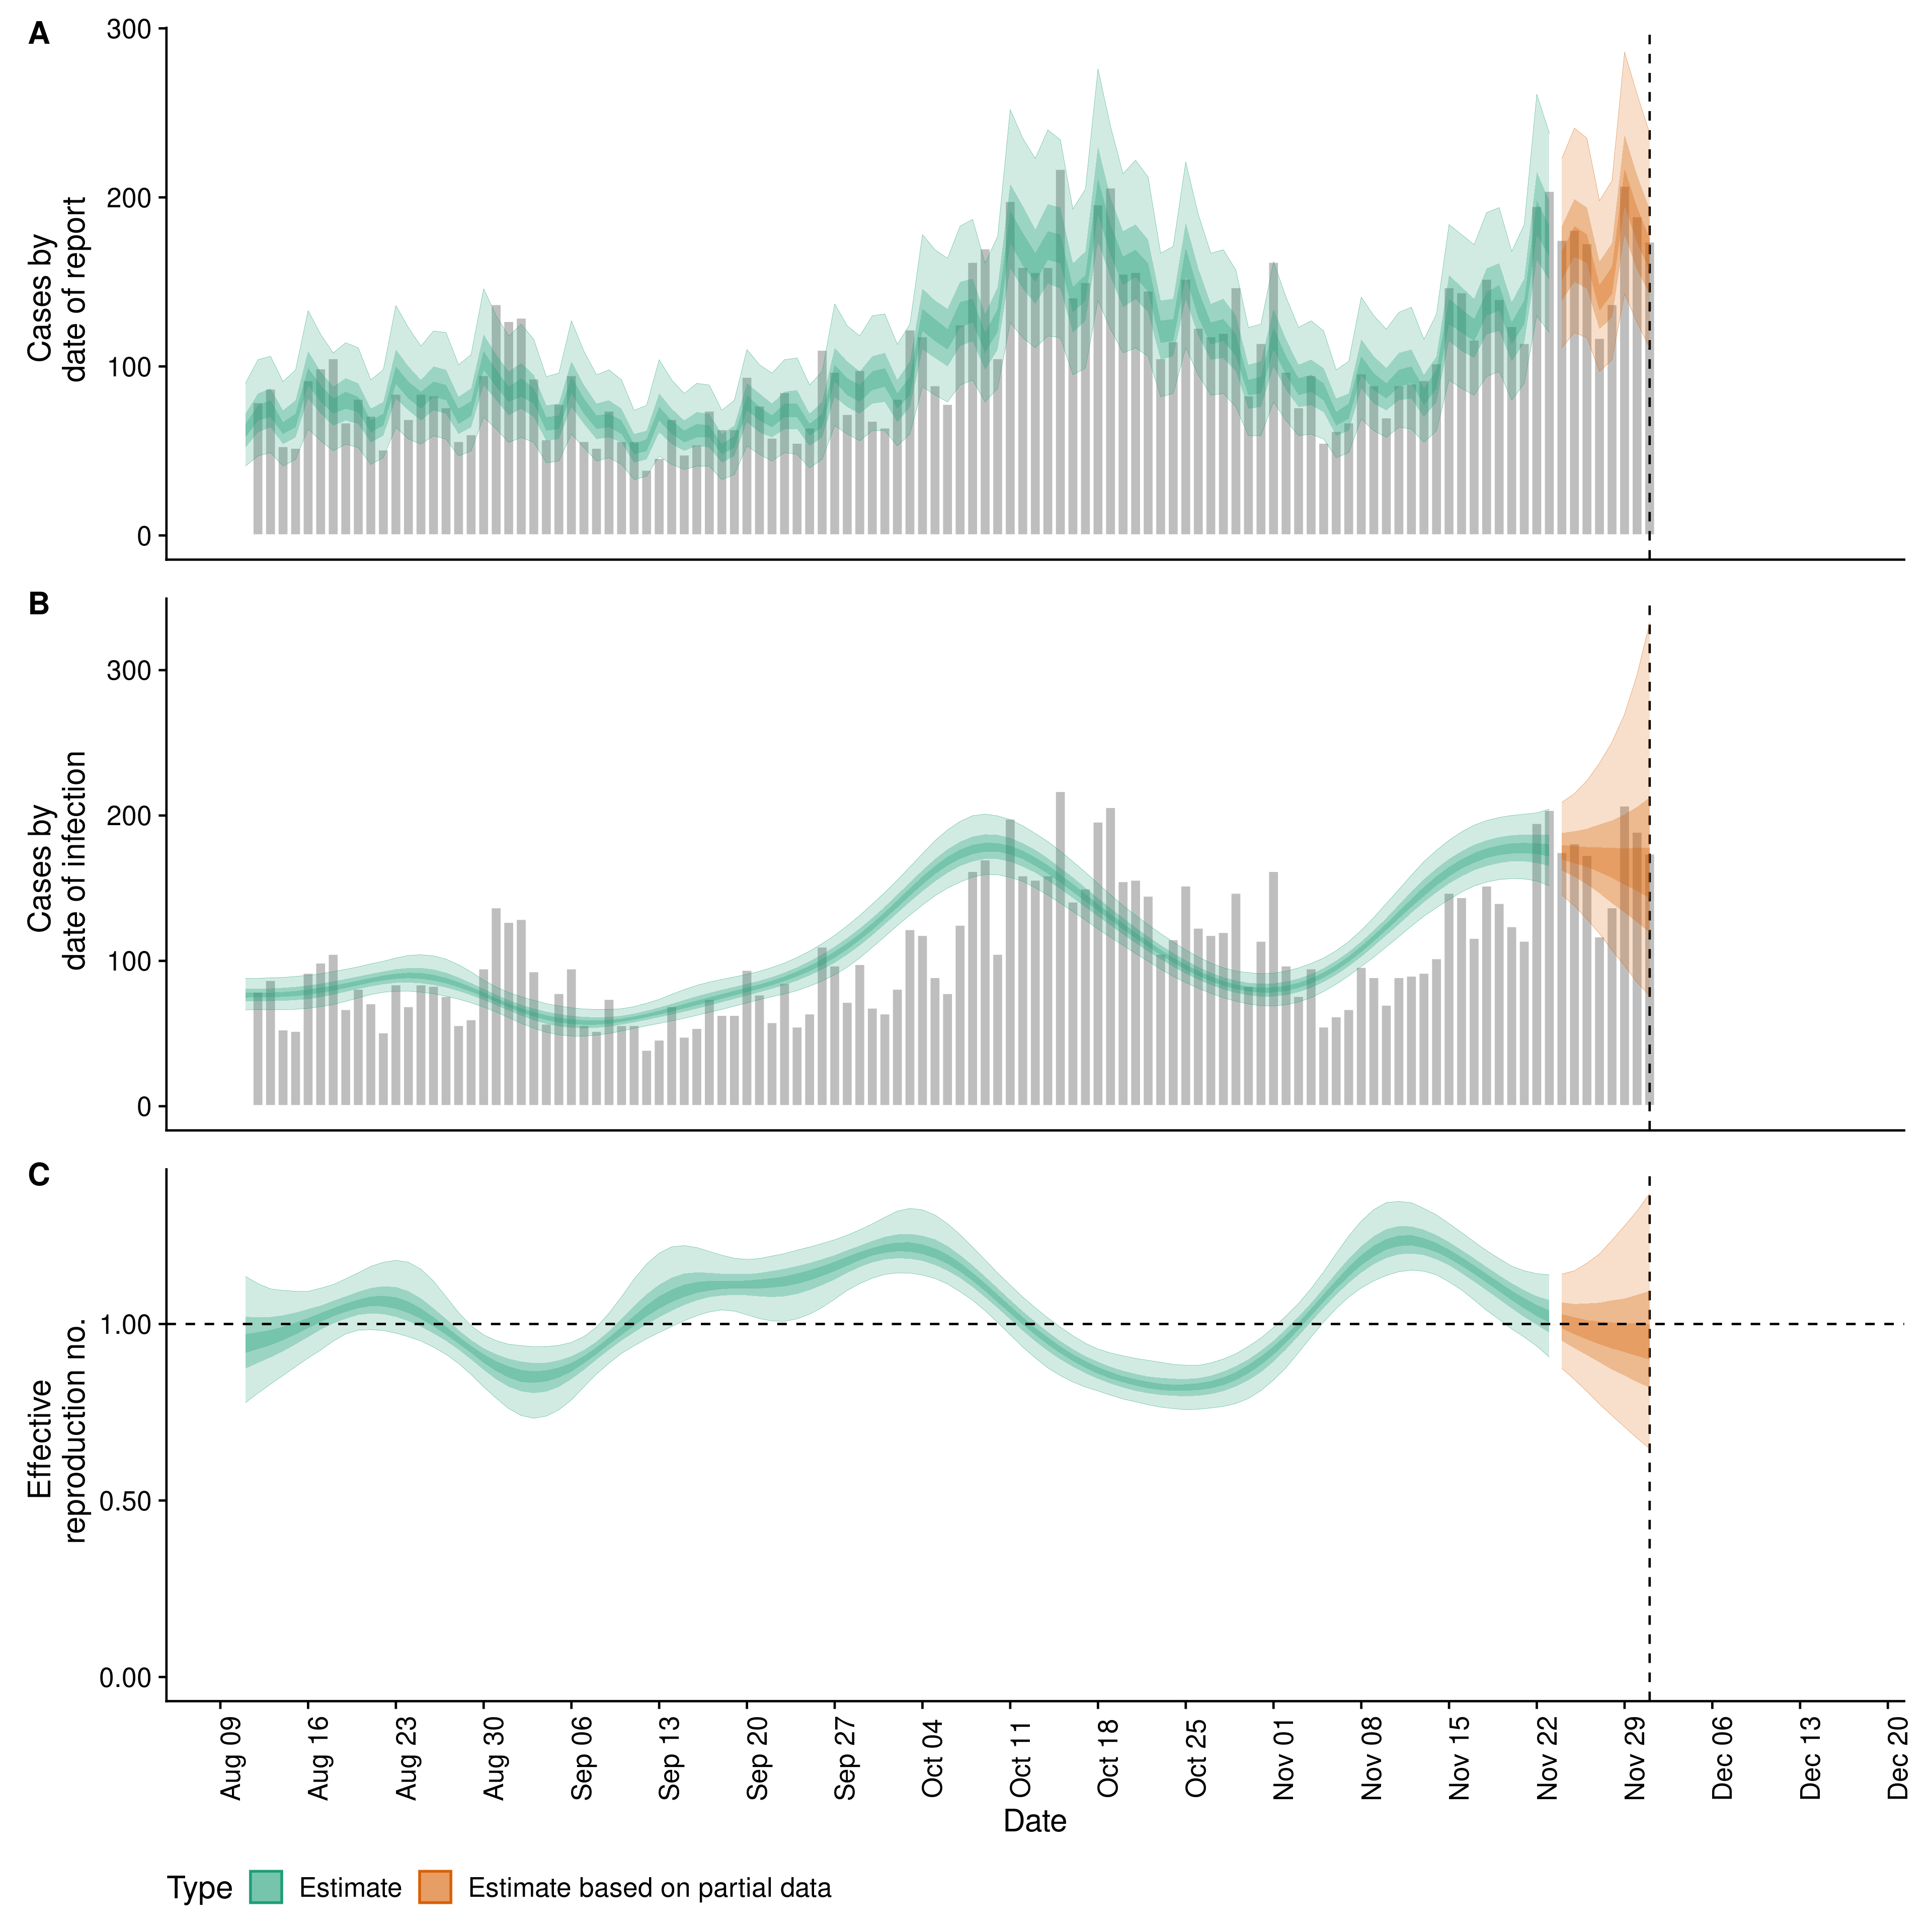 A
Cases by
date of report
300
200
100
0
B
Cases by
date of infection
300
200
100
0
C
Effective
reproduction no.
1.00
0.50
0.00
Aug 09
Aug 16
Aug 23
Aug 30
Sep 06
Sep 13
Sep 20
Sep 27
Oct 04
Oct 11
Oct 18
Oct 25
Nov 01
Nov 08
Nov 15
Nov 22
Nov 29
Dec 06
Dec 13
Dec 20
Date
Type Estimate Estimate based on partial data